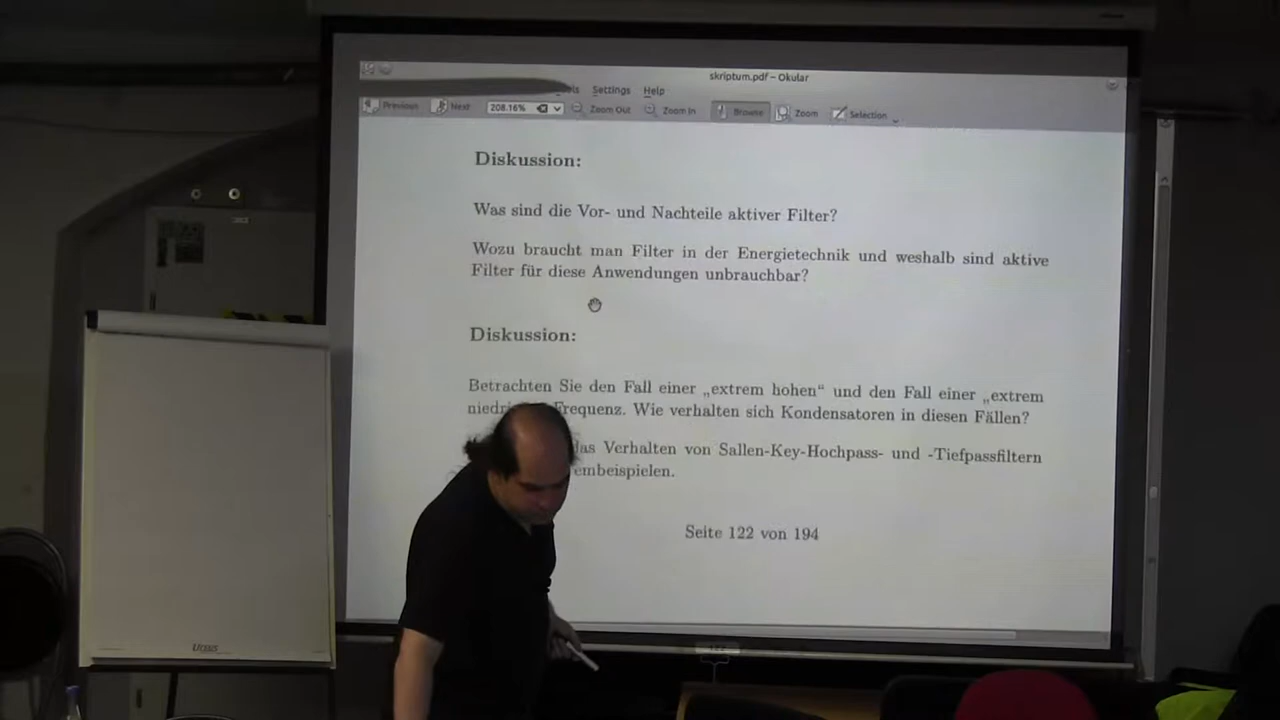 skriptum.pdf – Okular
Settings Help
Previous Next 208.16% Zoom Out Zoom In Browse Zoom Selection
Diskussion:
Was sind die Vor- und Nachteile aktiver Filter?
Wozu braucht man Filter in der Energietechnik und weshalb sind aktive
Filter für diese Anwendungen unbrauchbar?
Diskussion:
Betrachten Sie den Fall einer „extrem hohen“ und den Fall einer „extrem
Frequenz. Wie verhalten sich Kondensatoren in diesen Fällen?
das Verhalten von Sallen-Key-Hochpass- und -Tiefpassfiltern
Seite 122 von 194